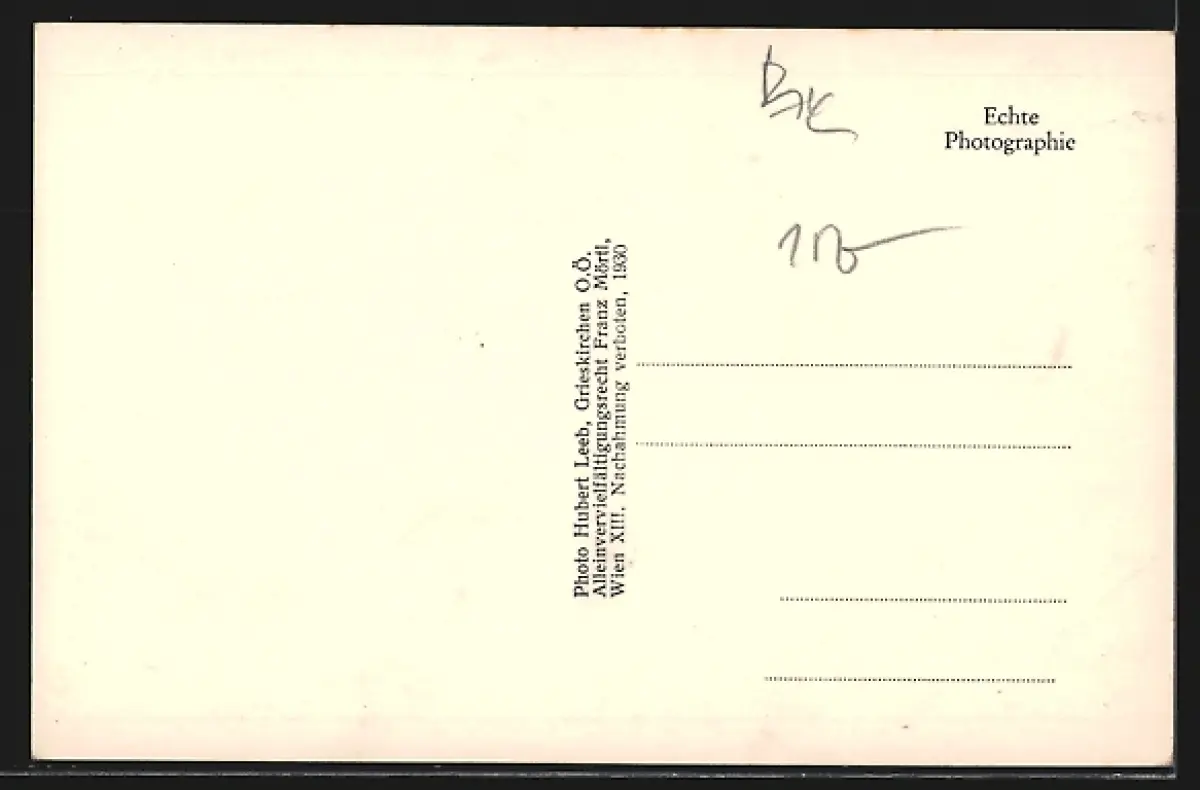 Echte
Photographie
Photo Hubert Leeb, Grieskirchen O.Ö.
Alleinvervielfältigungsrecht Franz Mörtl,
Wien XIII. Nachahmung verboten, 1930